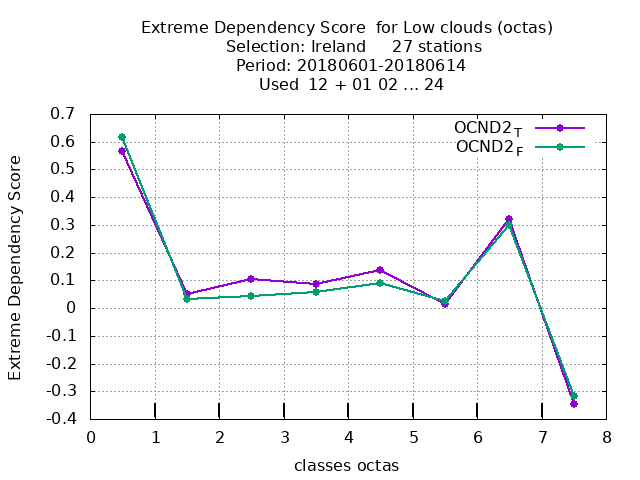 Extreme Dependency Score  for Low clouds (octas)
Selection: Ireland     27 stations
Period: 20180601-20180614
Used  12 + 01 02 ... 24
OCND2T
OCND2F
Extreme Dependency Score
0.7
0.6
0.5
0.4
0.3
0.2
0.1
0
-0.1
-0.2
-0.3
-0.4
0 1 2 3 4 5 6 7 8
classes octas